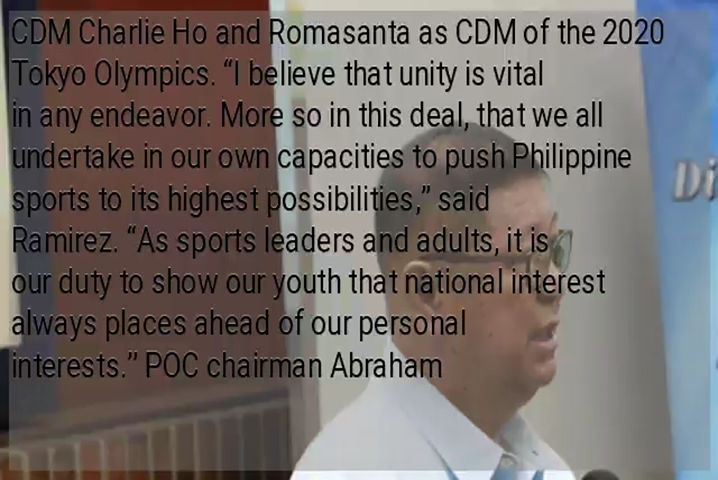 CDM Charlie Ho and Romasanta as CDM of the 2020
Tokyo Olympics. “I believe that unity is vital
in any endeavor. More so in this deal, that we all
undertake in our own capacities to push Philippine
sports to its highest possibilities,” said
Ramirez. “As sports leaders and adults, it is
our duty to show our youth that national interest
always places ahead of our personal
interests.” POC chairman Abraham
Di